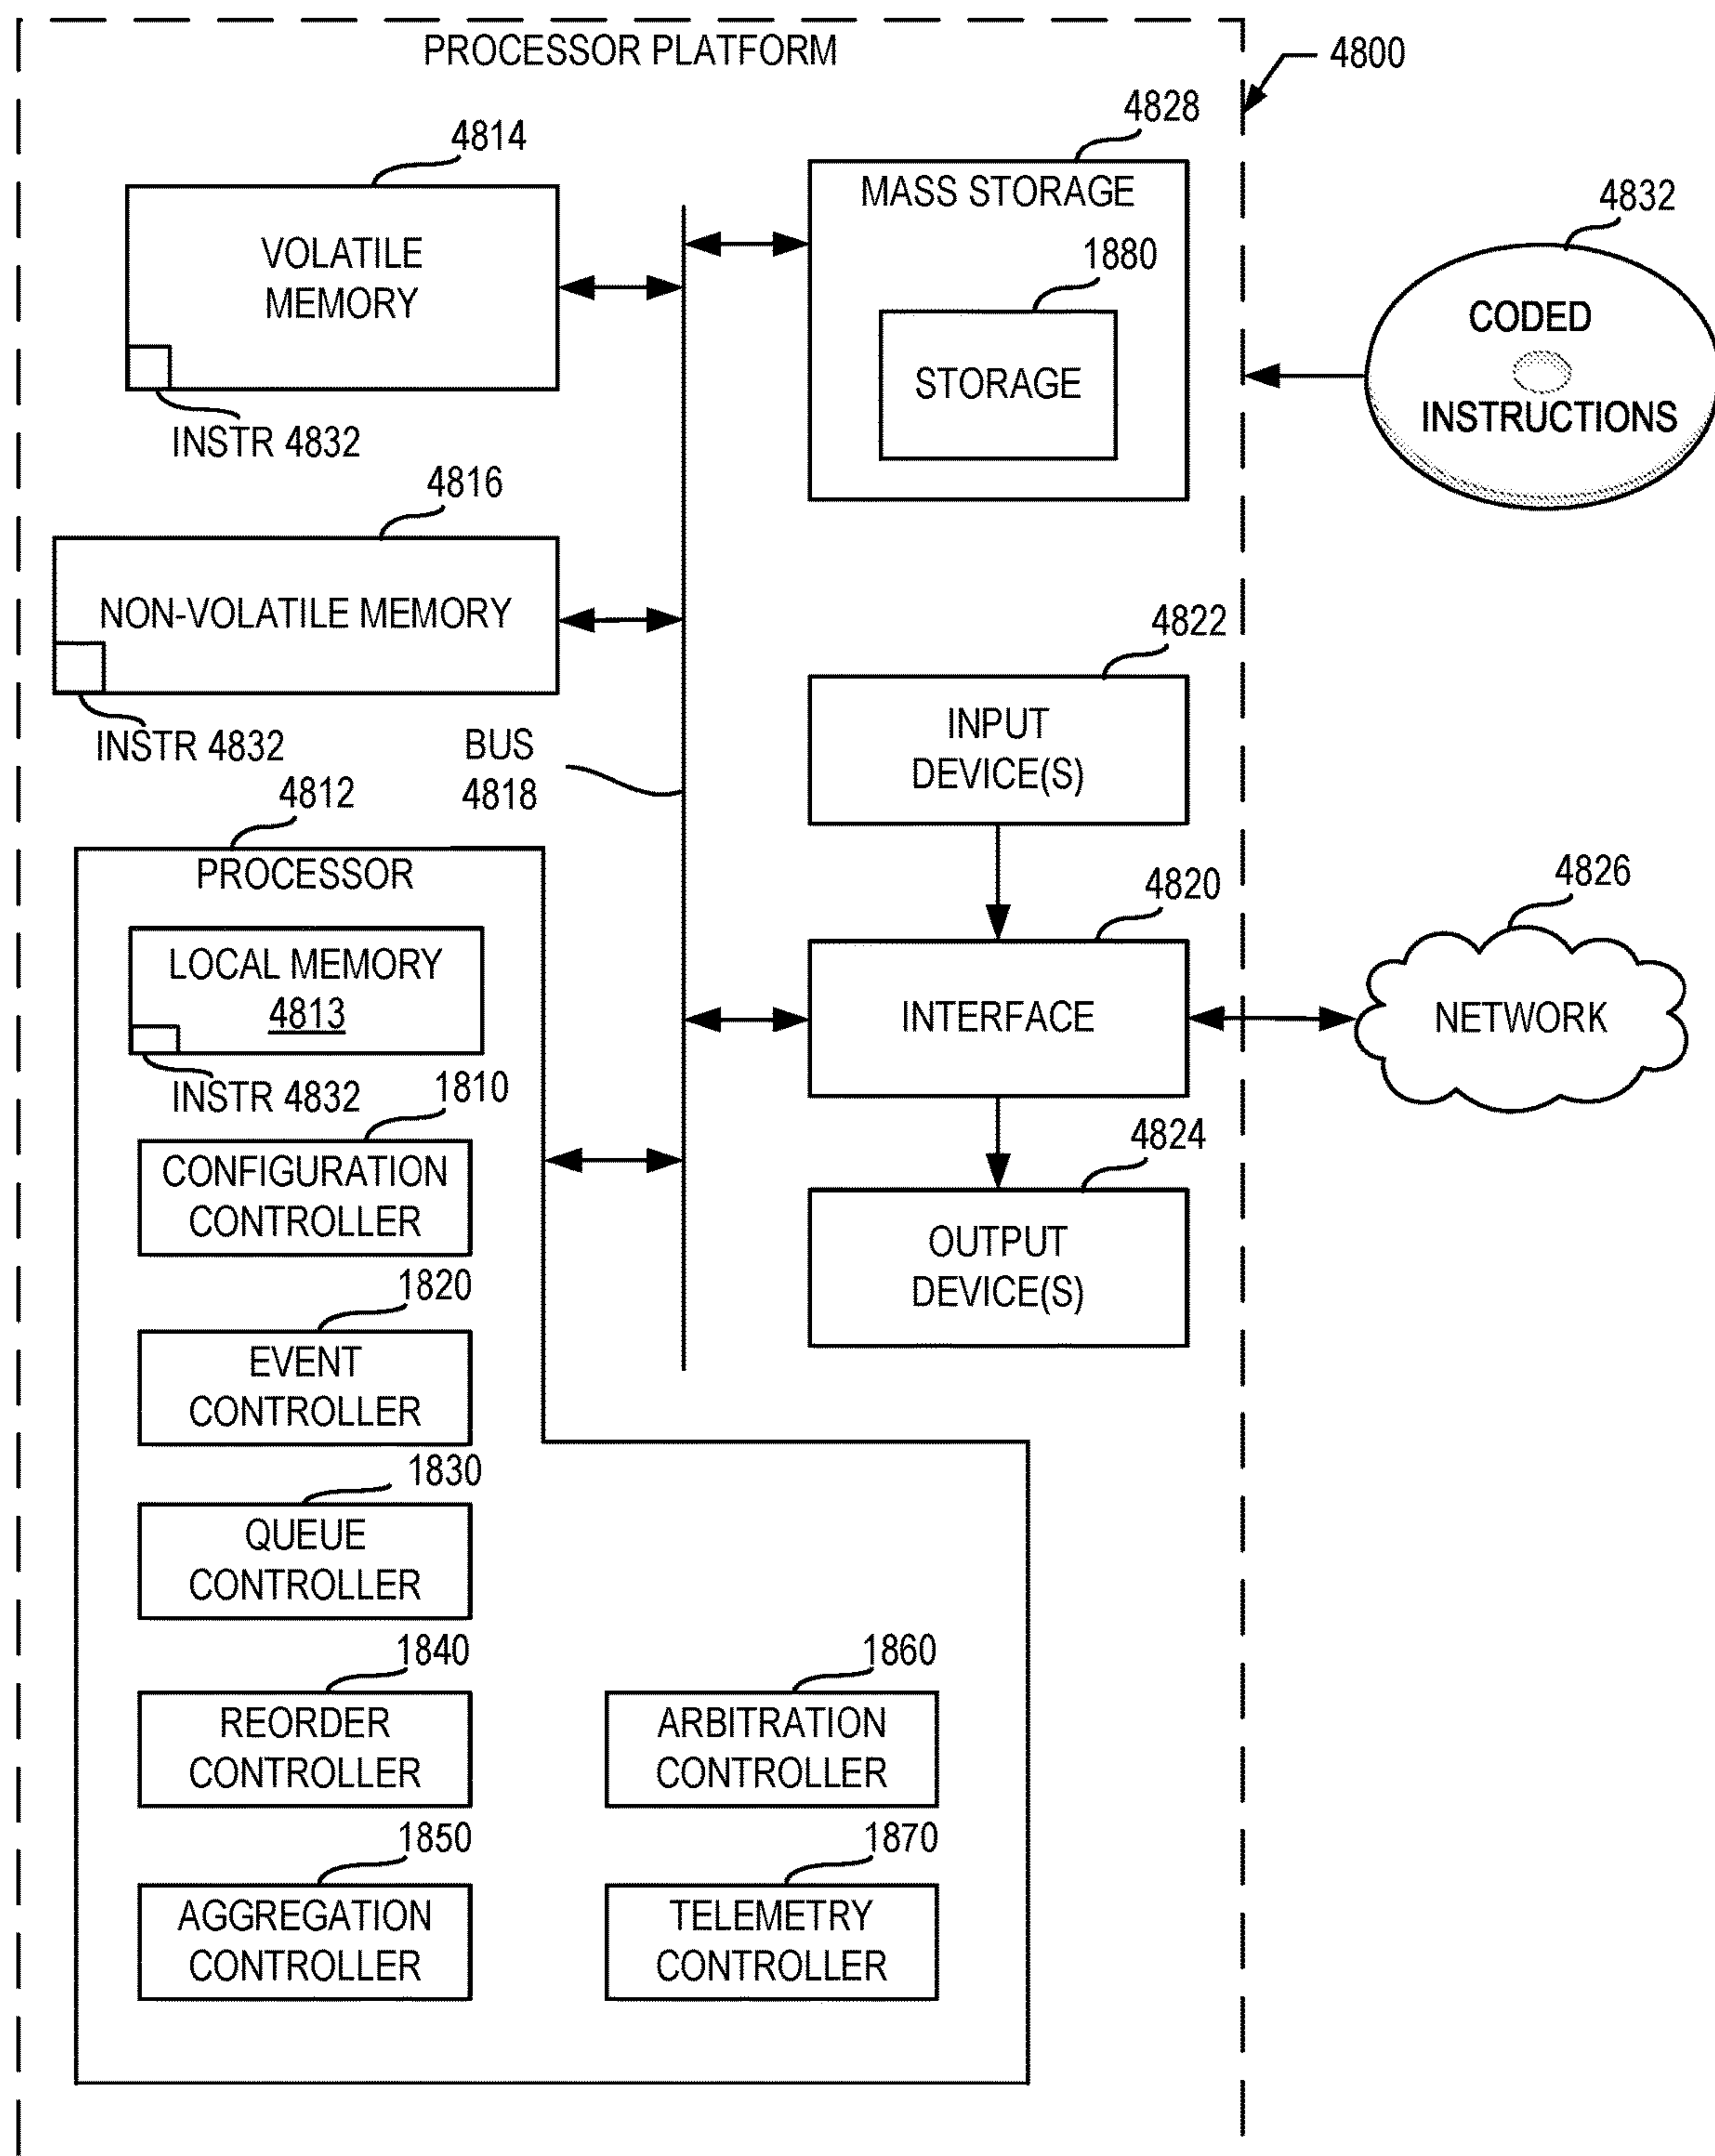 PROCESSOR PLATFORM
4800
4814
VOLATILE
MEMORY
INSTR 4832
4828
MASS STORAGE
1880
STORAGE
4832
CODED
INSTRUCTIONS
4816
NON-VOLATILE MEMORY
INSTR 4832
BUS
4818
4822
INPUT
DEVICE(S)
4820
INTERFACE
4826
NETWORK
4824
OUTPUT
DEVICE(S)
4812
PROCESSOR
LOCAL MEMORY
4813
INSTR 4832
1810
CONFIGURATION
CONTROLLER
1820
EVENT
CONTROLLER
1830
QUEUE
CONTROLLER
1840
REORDER
CONTROLLER
1860
ARBITRATION
CONTROLLER
1850
AGGREGATION
CONTROLLER
1870
TELEMETRY
CONTROLLER